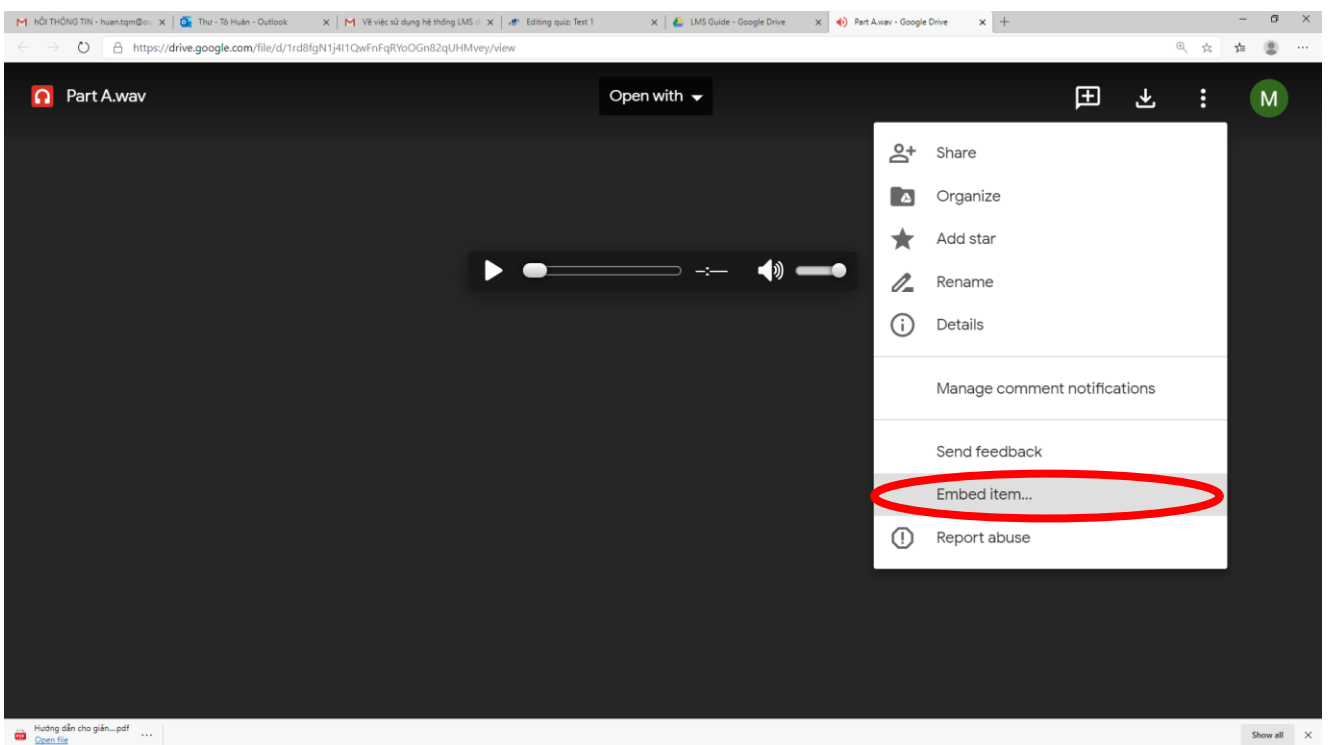 hỎI THÔNG TIN - huan.tqm@ou
Thư - Tô Huấn - Outlook
Về việc sử dụng hệ thống LMS c
Editing quiz: Test 1
LMS Guide - Google Drive
Part A.wav - Google Drive
https://drive.google.com/file/d/1rd8fgN1j4I1QwFnFqRYoOGn82qUHMvey/view
Part A.wav
Open with
M
Share
Organize
Add star
Rename
Details
--:--
Manage comment notifications
Send feedback
Embed item...
Report abuse
Hướng dẫn cho giản....pdf
Open file
Show all